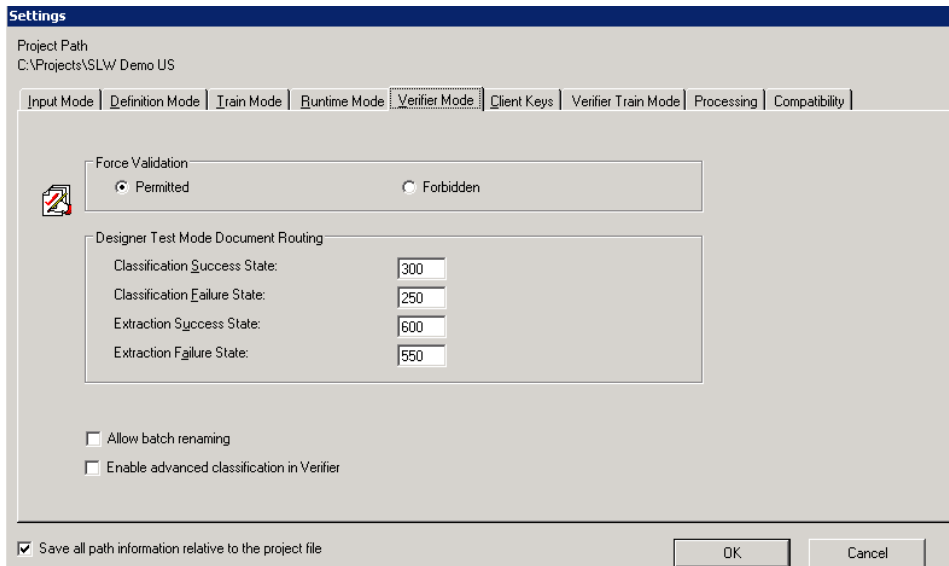 Settings
Project Path
C:\Projects\SLW Demo US
Input Mode Definition Mode Train Mode Runtime Mode Verifier Mode Client Keys Verifier Train Mode Processing Compatibility
Force Validation
Permitted Forbidden
Designer Test Mode Document Routing
Classification Success State: 300
Classification Failure State: 250
Extraction Success State: 600
Extraction Failure State: 550
Allow batch renaming
Enable advanced classification in Verifier
Save all path information relative to the project file
OK Cancel